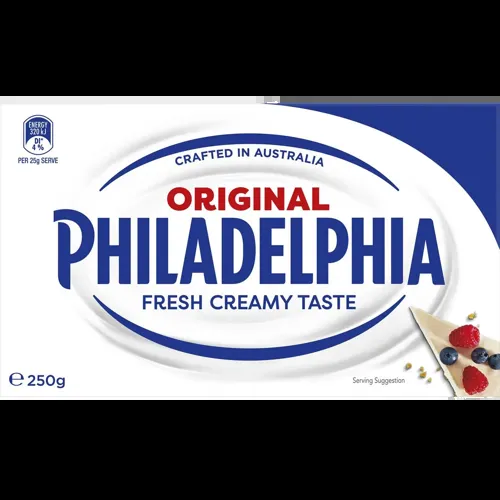 ENERGY
320 kJ
DI*
4 %
PER 25g SERVE
CRAFTED IN AUSTRALIA
ORIGINAL
PHILADELPHIA
FRESH CREAMY TASTE
℮ 250g
Serving Suggestion